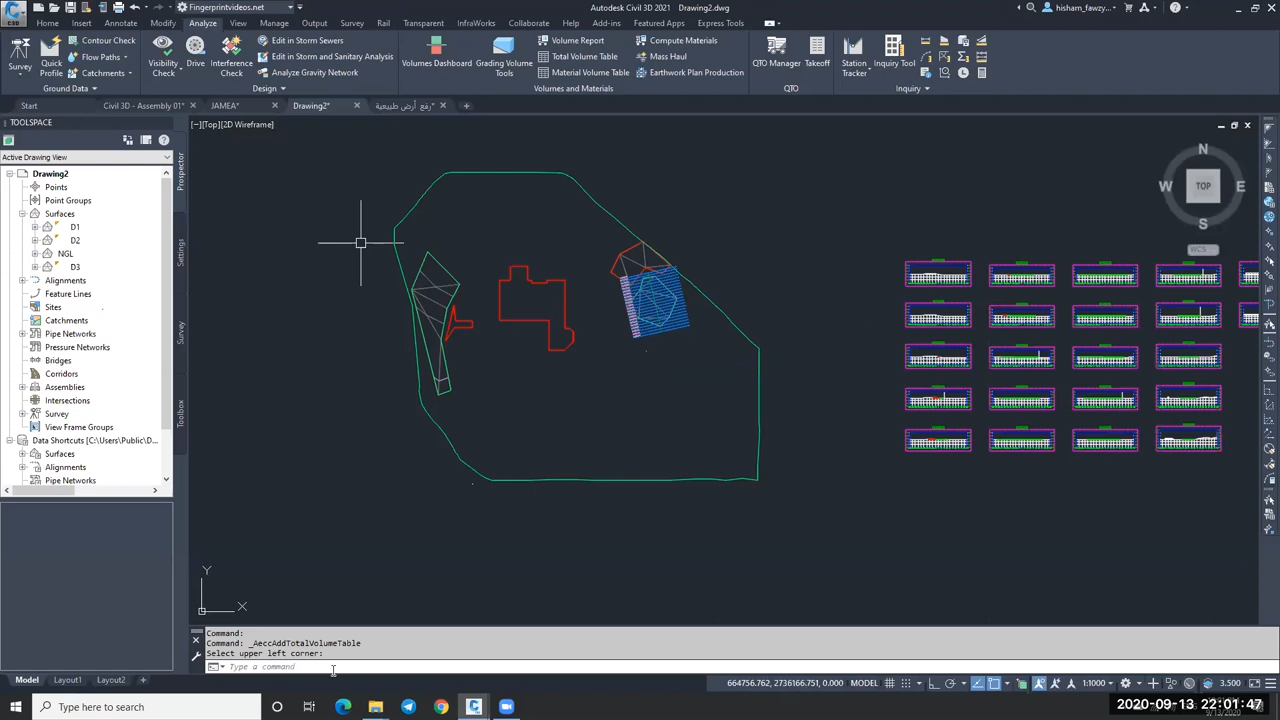 C3D
Fingerprintvideos.net
Autodesk Civil 3D 2021 Drawing2.dwg
hisham_fawzy...
Home Insert Annotate Modify Analyze View Manage Output Survey Rail Transparent InfraWorks Collaborate Help Add-ins Featured Apps Express Tools
Survey
Quick Profile
Contour Check
Flow Paths
Catchments
Ground Data
Visibility Check
Drive
Interference Check
Edit in Storm Sewers
Edit in Storm and Sanitary Analysis
Analyze Gravity Network
Design
Volumes Dashboard
Grading Volume Tools
Volume Report
Total Volume Table
Material Volume Table
Compute Materials
Mass Haul
Earthwork Plan Production
Volumes and Materials
QTO Manager
Takeoff
QTO
Station Tracker
Inquiry Tool
Inquiry
Start
Civil 3D - Assembly 01*
JAMEA*
Drawing2*
رفع أرض طبيعية*
TOOLSPACE
Active Drawing View
Drawing2
Points
Point Groups
Surfaces
D1
D2
NGL
D3
Alignments
Feature Lines
Sites
Catchments
Pipe Networks
Pressure Networks
Bridges
Corridors
Assemblies
Intersections
Survey
View Frame Groups
Data Shortcuts [C:\Users\Public\D...
Surfaces
Alignments
Pipe Networks
Prospector
Settings
Survey
Toolbox
[−][Top][2D Wireframe]
N
W TOP E
S
WCS
Y
X
Command:
Command: _AeccAddTotalVolumeTable
Select upper left corner:
Type a command
Model Layout1 Layout2 +
664756.762, 2736166.751, 0.000 MODEL
1:1000
3.500
Type here to search
2020-09-13 22:01:47